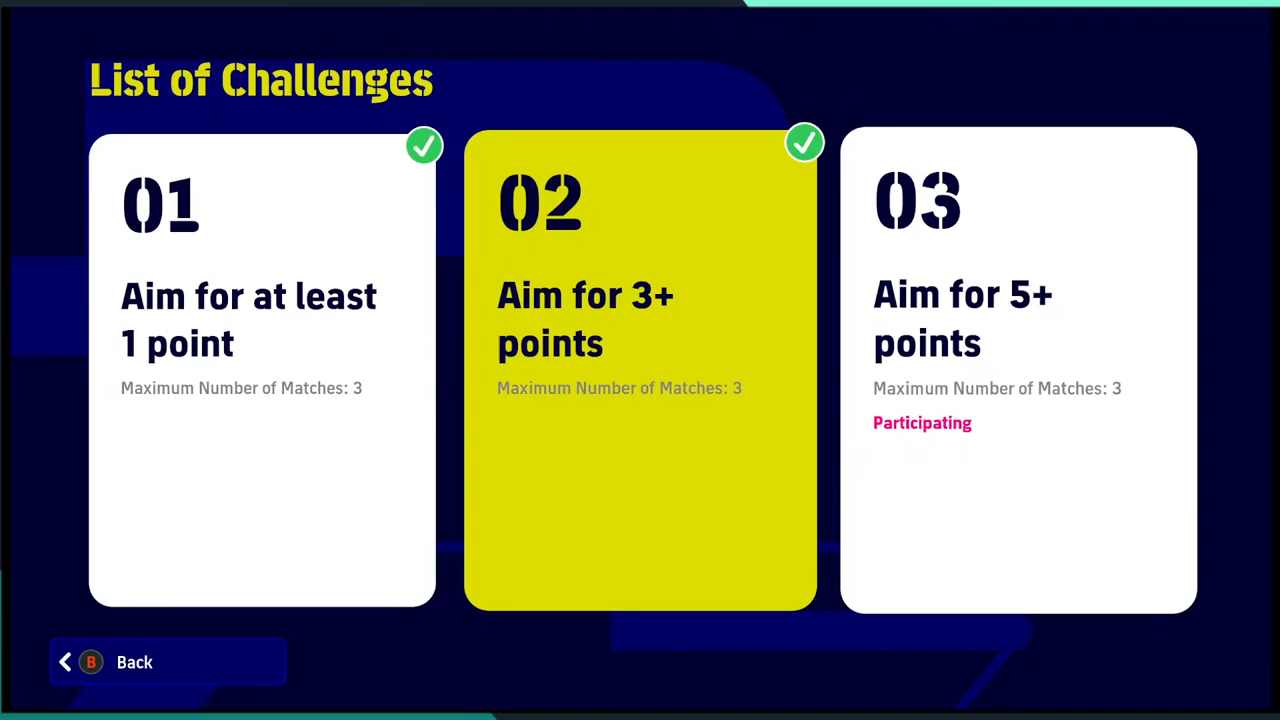 List of Challenges
01
Aim for at least
1 point
Maximum Number of Matches: 3
02
Aim for 3+
points
Maximum Number of Matches: 3
03
Aim for 5+
points
Maximum Number of Matches: 3
Participating
B Back